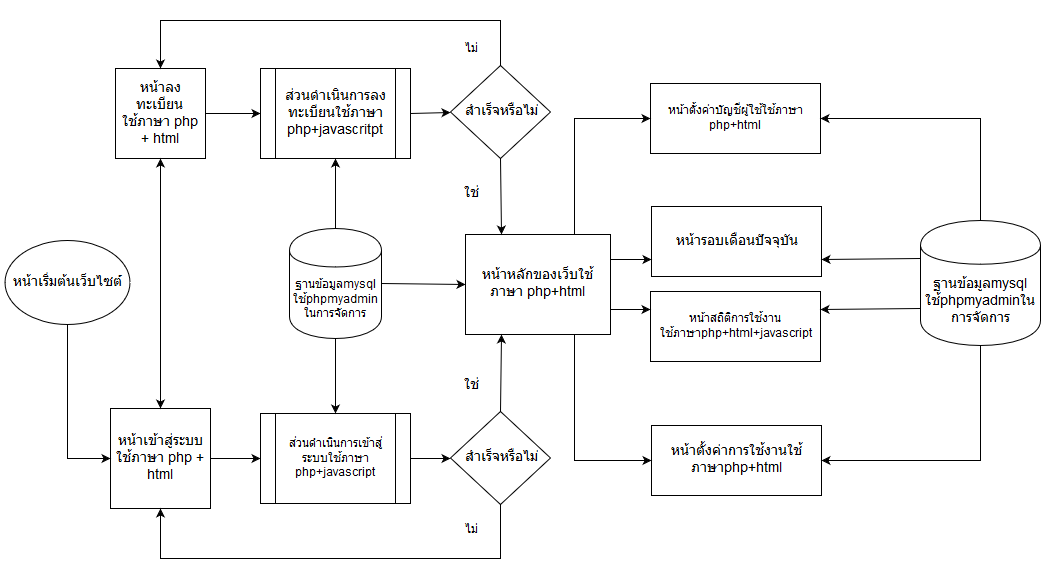 ไม่
หน้าลง
ทะเบียน
ใช้ภาษา php
+ html
ส่วนดำเนินการลง
ทะเบียนใช้ภาษา
php+javascritpt
สำเร็จหรือไม่
หน้าตั้งค่าบัญชีผู้ใช้ใช้ภาษา
php+html
ใช่
หน้ารอบเดือนปัจจุบัน
หน้าเริ่มต้นเว็บไซต์
ฐานข้อมูลmysql
ใช้phpmyadmin
ในการจัดการ
หน้าหลักของเว็บใช้
ภาษา php+html
ฐานข้อมูลmysql
ใช้phpmyadminใน
การจัดการ
หน้าสถิติการใช้งาน
ใช้ภาษาphp+html+javascript
ใช่
หน้าเข้าสู่ระบบ
ใช้ภาษา php +
html
ส่วนดำเนินการเข้าสู่
ระบบใช้ภาษา
php+javascript
สำเร็จหรือไม่
หน้าตั้งค่าการใช้งานใช้
ภาษาphp+html
ไม่